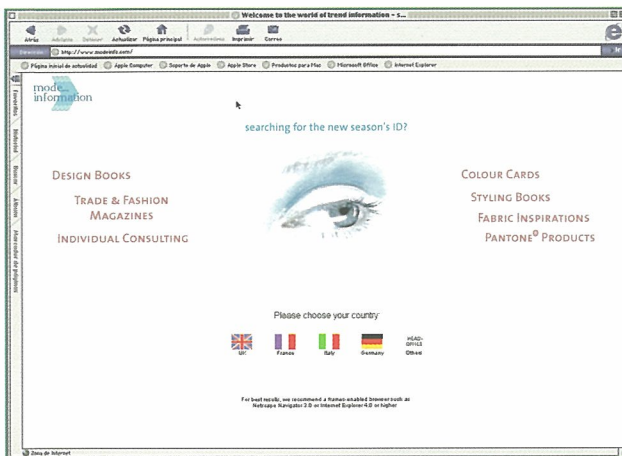 Welcome to the world of trend information - s...
Atrás Adelante Detener Actualizar Página principal Autorrelleno Imprimir Correo
http://www.modeinfo.com/
Página inicial de actualidad Apple Computer Soporte de Apple Apple Store Productos para Mac Microsoft Office Internet Explorer
Favoritos
Historial
Buscar
Álbum
Marcador de páginas
mode...
information
searching for the new season's ID?
DESIGN BOOKS
TRADE & FASHION
MAGAZINES
INDIVIDUAL CONSULTING
COLOUR CARDS
STYLING BOOKS
FABRIC INSPIRATIONS
PANTONE® PRODUCTS
Please choose your country
UK France Italy Germany Others
HEAD-
OFFICE
For best results, we recommend a frames-enabled browser such as
Netscape Navigator 3.0 or Internet Explorer 4.0 or higher
Zona de Internet